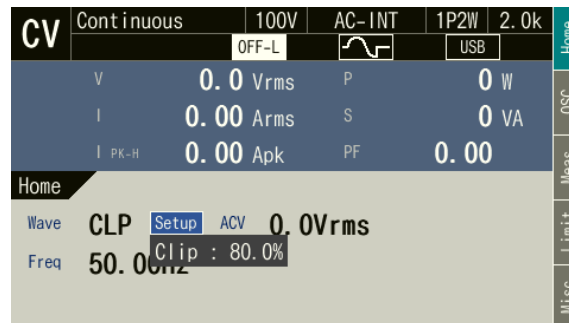 CV Continuous 100V AC-INT 1P2W 2.0k
OFF-L USB
V 0.0 Vrms P 0 W
I 0.00 Arms S 0 VA
I PK-H 0.00 Apk PF 0.00
Home
Wave CLP Setup ACV 0.0Vrms
Clip : 80.0%
Freq 50.00Hz
Home
OSC
Meas
Limit
Misc